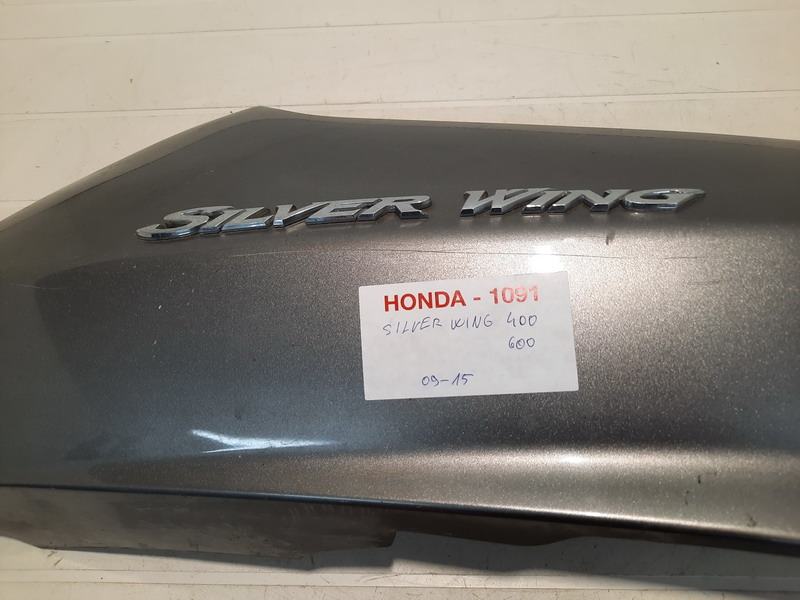 SILVER WING
HONDA - 1091
SILVER WING 400
600
09-15